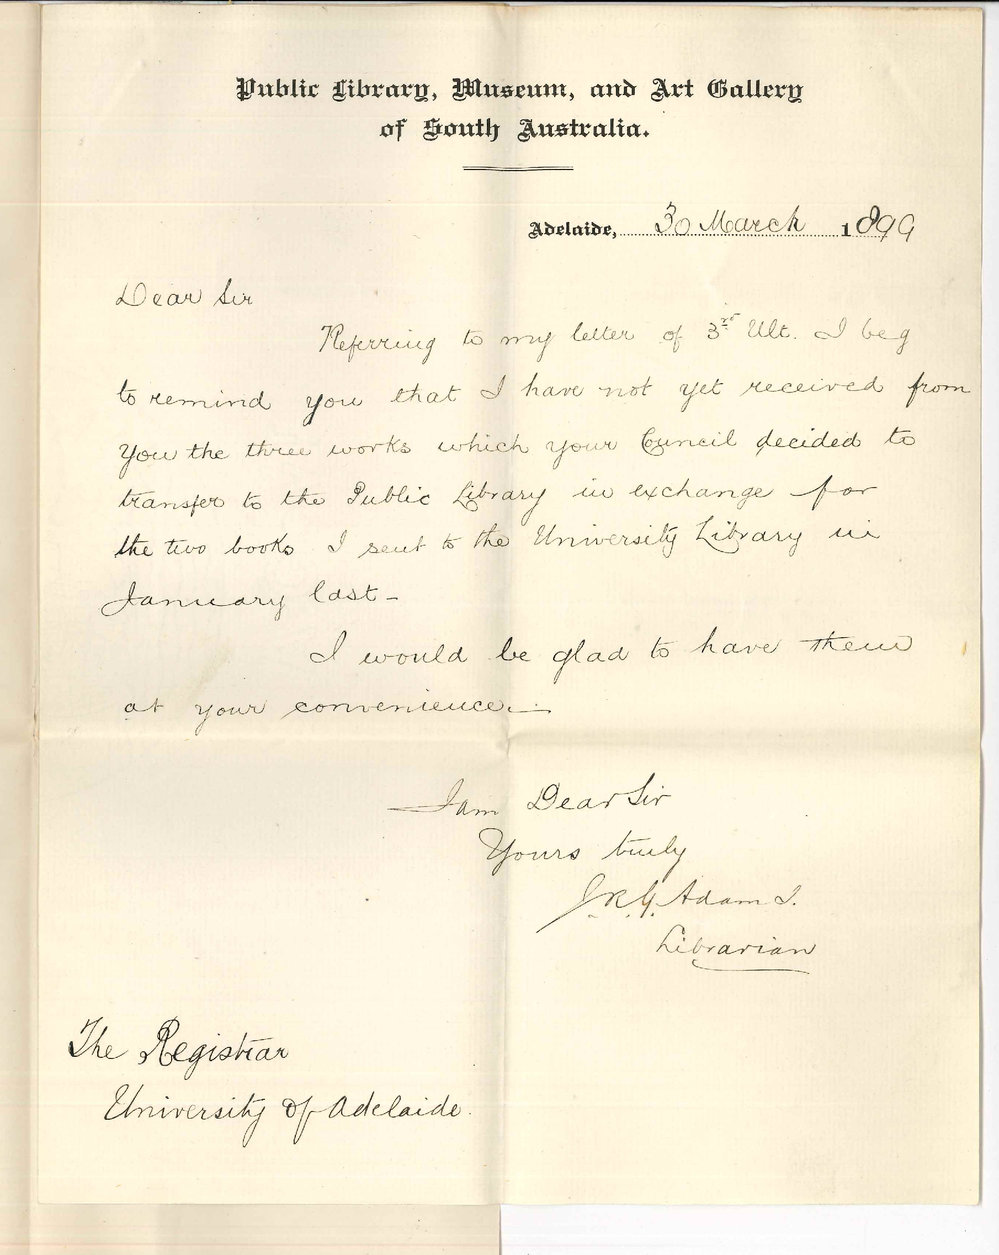 Public Library, Museum, and Art Gallery
of South Australia.
Adelaide, 30 March 1899
Dear Sir
Referring to my letter of 3rd Ult. I beg
to remind you that I have not yet received from
you the three works which your Council decided to
transfer to the Public Library in exchange for
the two books I sent to the University Library in
January last -
I would be glad to have them
at your convenience. -
I am Dear Sir
Yours truly
J.R.G. Adams.
Librarian
The Registrar
University of Adelaide.